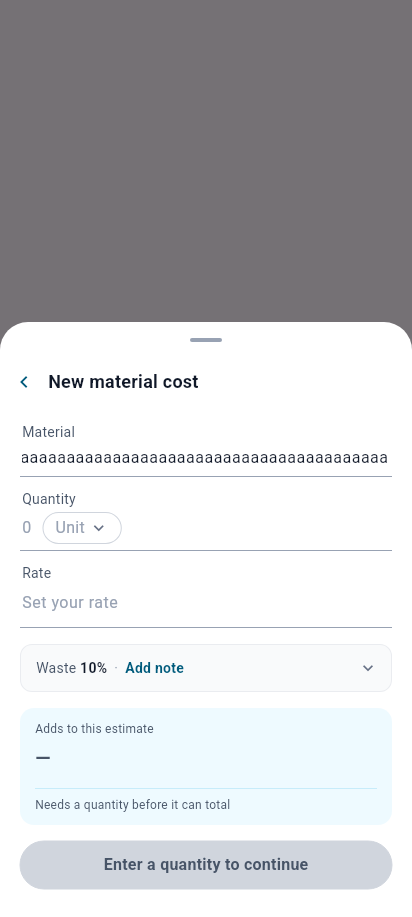 New material cost
Material
aaaaaaaaaaaaaaaaaaaaaaaaaaaaaaaaaaaaaaaa
Quantity
0 Unit
Rate
Set your rate
Waste 10% · Add note
Adds to this estimate
—
Needs a quantity before it can total
Enter a quantity to continue